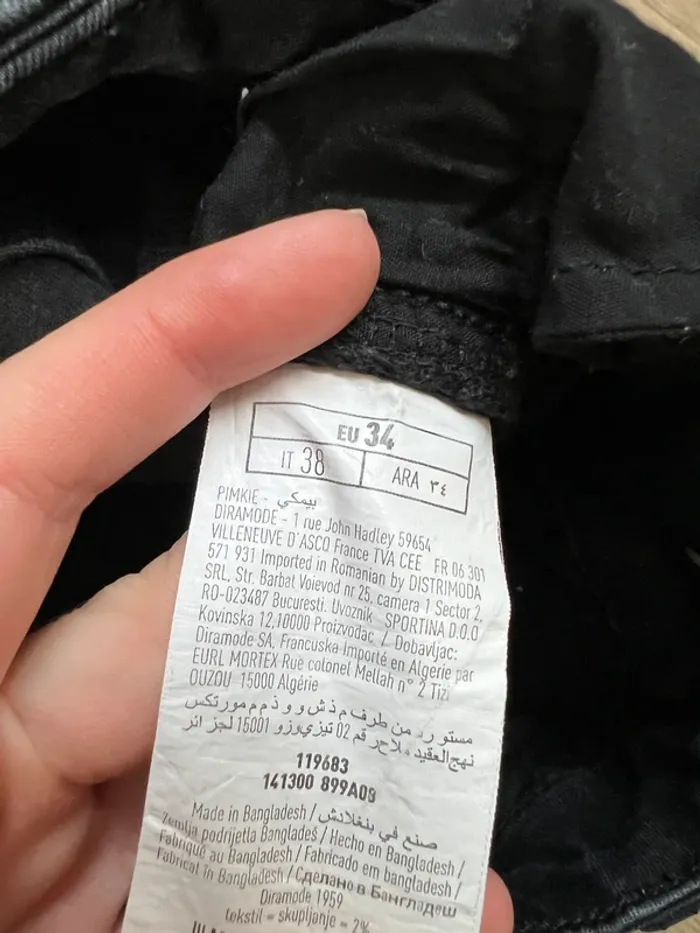 EU 34
IT 38
ARA ٣٤
PIMKIE - بيمكي
DIRAMODE - 1 rue John Hadley 59654
VILLENEUVE D'ASCQ France TVA CEE FR 06 301
571 931 Imported in Romanian by DISTRIMODA
SRL, Str. Barbat Voievod nr 25, camera 1 Sector 2,
RO-023487 Bucuresti. Uvoznik SPORTINA D.O.O
Kovinska 12,10000 Proizvođač / Dobavljac:
Diramode SA, Francuska Importé en Algérie par
EURL MORTEX Rue colonel Mellah n° 2 Tizi
OUZOU 15000 Algérie
مستورد من طرف م ذ ش و و ذ م م مورتكس
نهج العقيد ملاح رقم 02 تيزي وزو 15001 لجزائر
119683
141300 899A08
Made in Bangladesh / صنع في بنغلادش
Zemlja podrijetla Bangladeš / Hecho en Bangladesh /
Fabriqué au Bangladesh / Fabricado em bangladesh /
Fabricat in Bangladesh / Сделано в Бангладеш
Diramode 1959
tekstil - skupljanje = 2%